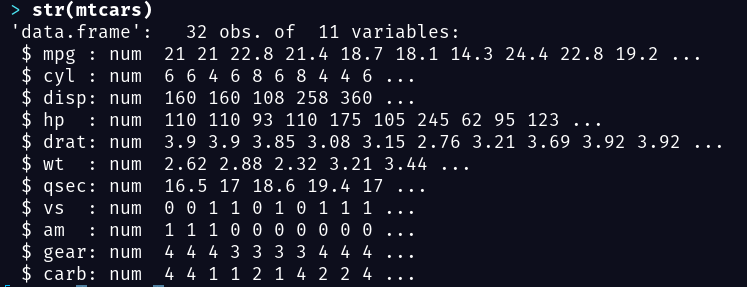 > str(mtcars)
'data.frame':   32 obs. of  11 variables:
 $ mpg : num  21 21 22.8 21.4 18.7 18.1 14.3 24.4 22.8 19.2 ...
 $ cyl : num  6 6 4 6 8 6 8 4 4 6 ...
 $ disp: num  160 160 108 258 360 ...
 $ hp  : num  110 110 93 110 175 105 245 62 95 123 ...
 $ drat: num  3.9 3.9 3.85 3.08 3.15 2.76 3.21 3.69 3.92 3.92 ...
 $ wt  : num  2.62 2.88 2.32 3.21 3.44 ...
 $ qsec: num  16.5 17 18.6 19.4 17 ...
 $ vs  : num  0 0 1 1 0 1 0 1 1 1 ...
 $ am  : num  1 1 1 0 0 0 0 0 0 0 ...
 $ gear: num  4 4 4 3 3 3 3 4 4 4 ...
 $ carb: num  4 4 1 1 2 1 4 2 2 4 ...